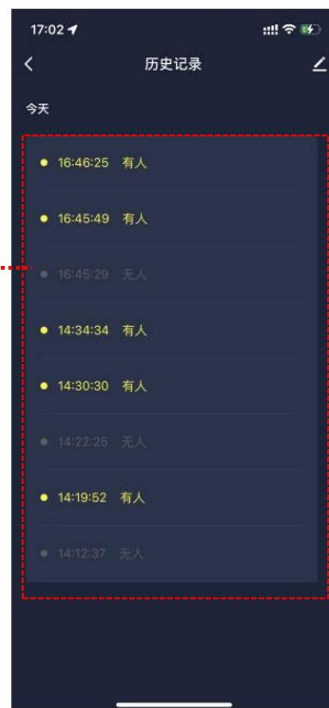 17:02
历史记录
今天
16:46:25 有人
16:45:49 有人
16:45:29 无人
14:34:34 有人
14:30:30 有人
14:22:25 无人
14:19:52 有人
14:12:37 无人